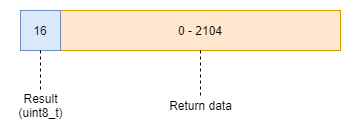 16
0 - 2104
Result
(uint8_t)
Return data